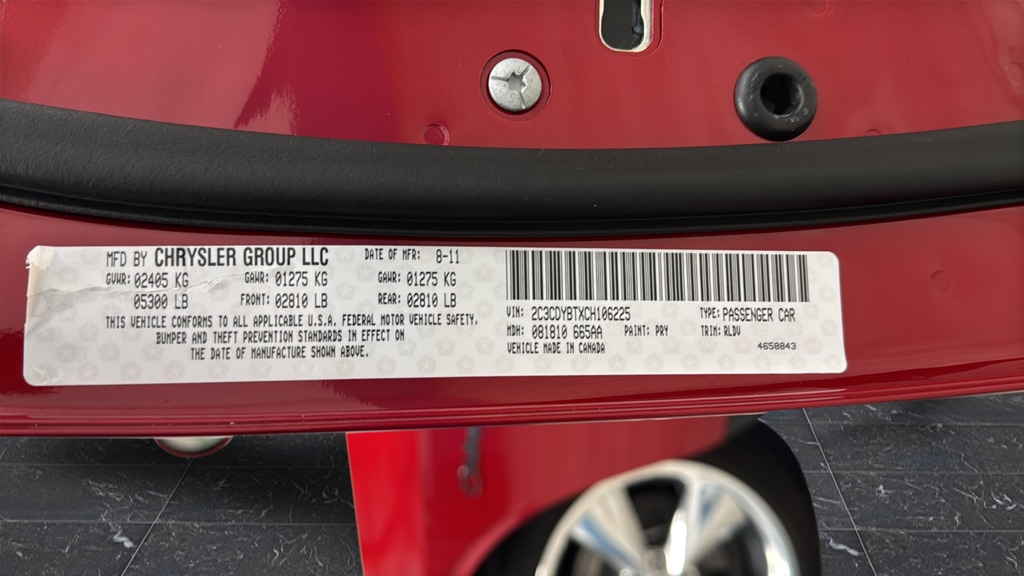 MFD BY CHRYSLER GROUP LLC DATE OF MFR: 8-11
GVWR: 02405 KG GAWR: 01275 KG GAWR: 01275 KG
05300 LB FRONT: 02810 LB REAR: 02810 LB
THIS VEHICLE CONFORMS TO ALL APPLICABLE U.S.A. FEDERAL MOTOR VEHICLE SAFETY,
BUMPER AND THEFT PREVENTION STANDARDS IN EFFECT ON
THE DATE OF MANUFACTURE SHOWN ABOVE.
VIN: 2C3CDYBTXCH106225 TYPE: PASSENGER CAR
MDH: 081810 665AA PAINT: PRY TRIM: RLDV
VEHICLE MADE IN CANADA 4658843